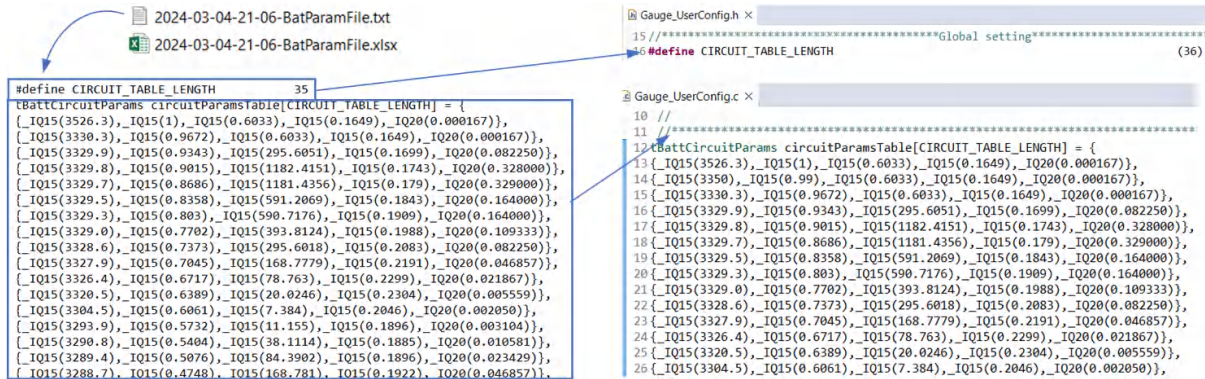 2024-03-04-21-06-BatParamFile.txt
2024-03-04-21-06-BatParamFile.xlsx
#define CIRCUIT_TABLE_LENGTH 35
tBattCircuitParams circuitParamsTable[CIRCUIT_TABLE_LENGTH] = {
{_IQ15(3526.3),_IQ15(1),_IQ15(0.6033),_IQ15(0.1649),_IQ20(0.000167)},
{_IQ15(3330.3),_IQ15(0.9672),_IQ15(0.6033),_IQ15(0.1649),_IQ20(0.000167)},
{_IQ15(3329.9),_IQ15(0.9343),_IQ15(295.6051),_IQ15(0.1699),_IQ20(0.082250)},
{_IQ15(3329.8),_IQ15(0.9015),_IQ15(1182.4151),_IQ15(0.1743),_IQ20(0.328000)},
{_IQ15(3329.7),_IQ15(0.8686),_IQ15(1181.4356),_IQ15(0.179),_IQ20(0.329000)},
{_IQ15(3329.5),_IQ15(0.8358),_IQ15(591.2069),_IQ15(0.1843),_IQ20(0.164000)},
{_IQ15(3329.3),_IQ15(0.803),_IQ15(590.7176),_IQ15(0.1909),_IQ20(0.164000)},
{_IQ15(3329.0),_IQ15(0.7702),_IQ15(393.8124),_IQ15(0.1988),_IQ20(0.109333)},
{_IQ15(3328.6),_IQ15(0.7373),_IQ15(295.6018),_IQ15(0.2083),_IQ20(0.082250)},
{_IQ15(3327.9),_IQ15(0.7045),_IQ15(168.7779),_IQ15(0.2191),_IQ20(0.046857)},
{_IQ15(3326.4),_IQ15(0.6717),_IQ15(78.763),_IQ15(0.2299),_IQ20(0.021867)},
{_IQ15(3320.5),_IQ15(0.6389),_IQ15(20.0246),_IQ15(0.2304),_IQ20(0.005559)},
{_IQ15(3304.5),_IQ15(0.6061),_IQ15(7.384),_IQ15(0.2046),_IQ20(0.002050)},
{_IQ15(3293.9),_IQ15(0.5732),_IQ15(11.155),_IQ15(0.1896),_IQ20(0.003104)},
{_IQ15(3290.8),_IQ15(0.5404),_IQ15(38.1114),_IQ15(0.1885),_IQ20(0.010581)},
{_IQ15(3289.4),_IQ15(0.5076),_IQ15(84.3902),_IQ15(0.1896),_IQ20(0.023429)},
{_IQ15(3288.7),_IQ15(0.4748),_IQ15(168.781),_IQ15(0.1922),_IQ20(0.046857)},
Gauge_UserConfig.h ×
15 //****************************************Global setting*************************
16 #define CIRCUIT_TABLE_LENGTH (36)
Gauge_UserConfig.c ×
10 //
11 //***************************************************************************
12 tBattCircuitParams circuitParamsTable[CIRCUIT_TABLE_LENGTH] = {
13 {_IQ15(3526.3),_IQ15(1),_IQ15(0.6033),_IQ15(0.1649),_IQ20(0.000167)},
14 {_IQ15(3350),_IQ15(0.99),_IQ15(0.6033),_IQ15(0.1649),_IQ20(0.000167)},
15 {_IQ15(3330.3),_IQ15(0.9672),_IQ15(0.6033),_IQ15(0.1649),_IQ20(0.000167)},
16 {_IQ15(3329.9),_IQ15(0.9343),_IQ15(295.6051),_IQ15(0.1699),_IQ20(0.082250)},
17 {_IQ15(3329.8),_IQ15(0.9015),_IQ15(1182.4151),_IQ15(0.1743),_IQ20(0.328000)},
18 {_IQ15(3329.7),_IQ15(0.8686),_IQ15(1181.4356),_IQ15(0.179),_IQ20(0.329000)},
19 {_IQ15(3329.5),_IQ15(0.8358),_IQ15(591.2069),_IQ15(0.1843),_IQ20(0.164000)},
20 {_IQ15(3329.3),_IQ15(0.803),_IQ15(590.7176),_IQ15(0.1909),_IQ20(0.164000)},
21 {_IQ15(3329.0),_IQ15(0.7702),_IQ15(393.8124),_IQ15(0.1988),_IQ20(0.109333)},
22 {_IQ15(3328.6),_IQ15(0.7373),_IQ15(295.6018),_IQ15(0.2083),_IQ20(0.082250)},
23 {_IQ15(3327.9),_IQ15(0.7045),_IQ15(168.7779),_IQ15(0.2191),_IQ20(0.046857)},
24 {_IQ15(3326.4),_IQ15(0.6717),_IQ15(78.763),_IQ15(0.2299),_IQ20(0.021867)},
25 {_IQ15(3320.5),_IQ15(0.6389),_IQ15(20.0246),_IQ15(0.2304),_IQ20(0.005559)},
26 {_IQ15(3304.5),_IQ15(0.6061),_IQ15(7.384),_IQ15(0.2046),_IQ20(0.002050)},